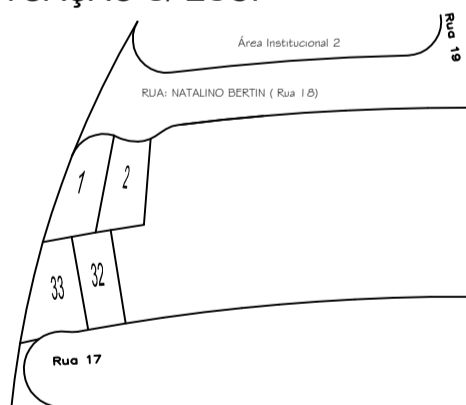 Área Institucional 2
Rua 19
RUA: NATALINO BERTIN ( Rua 18)
1
2
33
32
Rua 17